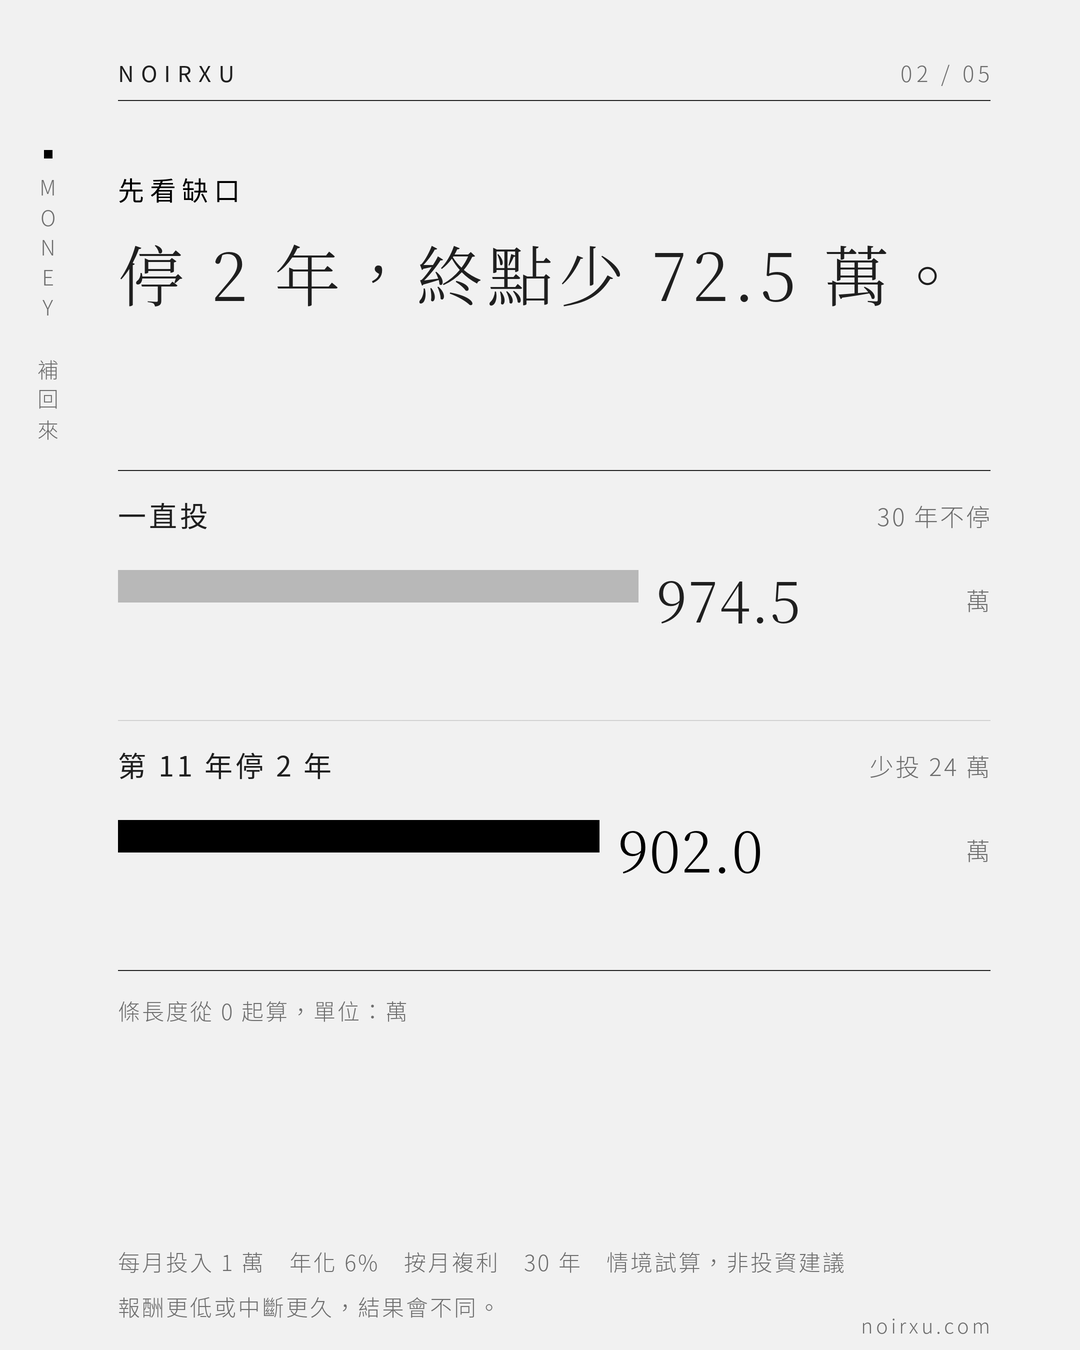 NOIRXU
02 / 05
MONEY 補回來
先看缺口
停 2 年，終點少 72.5 萬。
一直投
30 年不停
974.5
萬
第 11 年停 2 年
少投 24 萬
902.0
萬
條長度從 0 起算，單位：萬
每月投入 1 萬　年化 6%　按月複利　30 年　情境試算，非投資建議
報酬更低或中斷更久，結果會不同。
noirxu.com